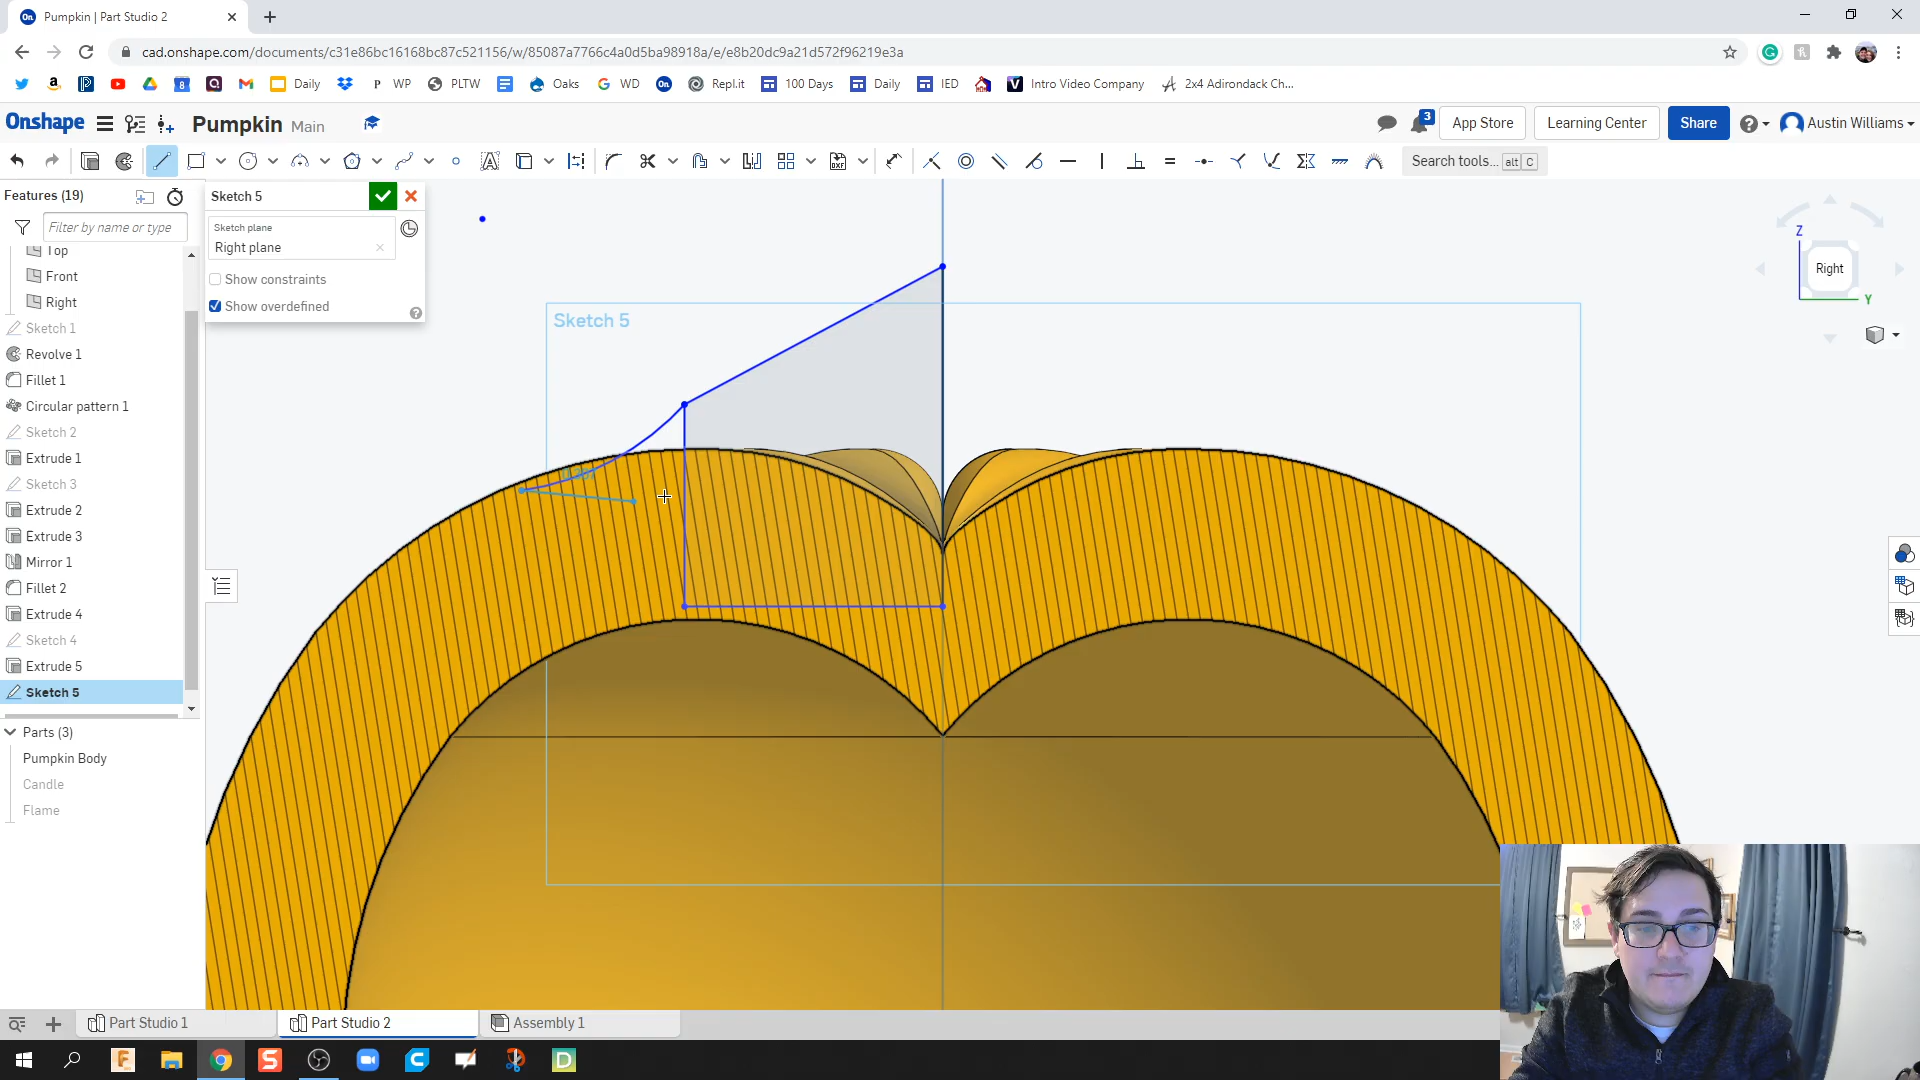 Pumpkin | Part Studio 2
cad.onshape.com/documents/c31e86bc16168bc87c521156/w/85087a7766c4a0d5ba98918a/e/e8b20dc9a21d572f96219e3a
Daily
WP
PLTW
Oaks
WD
Repl.it
100 Days
Daily
IED
Intro Video Company
2x4 Adirondack Ch...
Onshape
Pumpkin Main
3
App Store
Learning Center
Share
Austin Williams
Search tools... alt C
Features (19)
Filter by name or type
Top
Front
Right
Sketch 1
Revolve 1
Fillet 1
Circular pattern 1
Sketch 2
Extrude 1
Sketch 3
Extrude 2
Extrude 3
Mirror 1
Fillet 2
Extrude 4
Sketch 4
Extrude 5
Sketch 5
Parts (3)
Pumpkin Body
Candle
Flame
Sketch 5
Sketch plane
Right plane
Show constraints
Show overdefined
Sketch 5
Z
Right
Y
Part Studio 1
Part Studio 2
Assembly 1